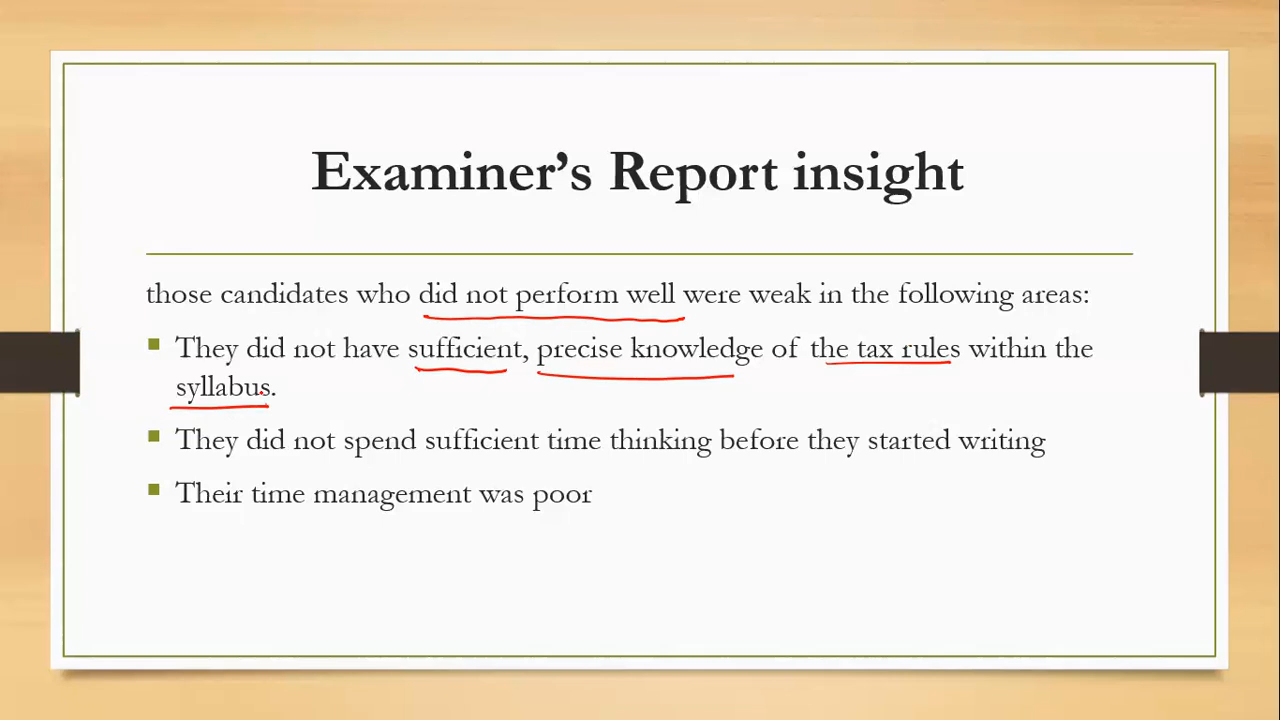 Examiner’s Report insight
those candidates who did not perform well were weak in the following areas:
They did not have sufficient, precise knowledge of the tax rules within the
syllabus.
They did not spend sufficient time thinking before they started writing
Their time management was poor